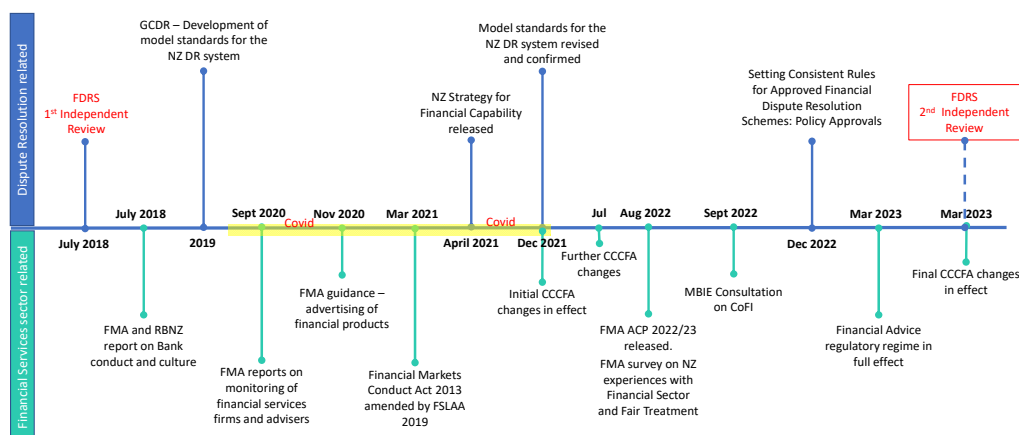 Dispute Resolution related
Financial Services sector related
GCDR – Development of
model standards for the
NZ DR system
Model standards for the
NZ DR system revised
and confirmed
FDRS
1st Independent
Review
NZ Strategy for
Financial Capability
released
Setting Consistent Rules
for Approved Financial
Dispute Resolution
Schemes: Policy Approvals
FDRS
2nd Independent
Review
July 2018
Sept 2020
Covid
Nov 2020
Mar 2021
Covid
Jul
Aug 2022
Sept 2022
Mar 2023
Mar 2023
July 2018
2019
April 2021
Dec 2021
Dec 2022
FMA and RBNZ
report on Bank
conduct and culture
FMA reports on
monitoring of
financial services
firms and advisers
FMA guidance –
advertising of
financial products
Financial Markets
Conduct Act 2013
amended by FSLAA
2019
Initial CCCFA
changes in effect
Further CCCFA
changes
FMA ACP 2022/23
released.
FMA survey on NZ
experiences with
Financial Sector
and Fair Treatment
MBIE Consultation
on CoFI
Financial Advice
regulatory regime in
full effect
Final CCCFA changes
in effect